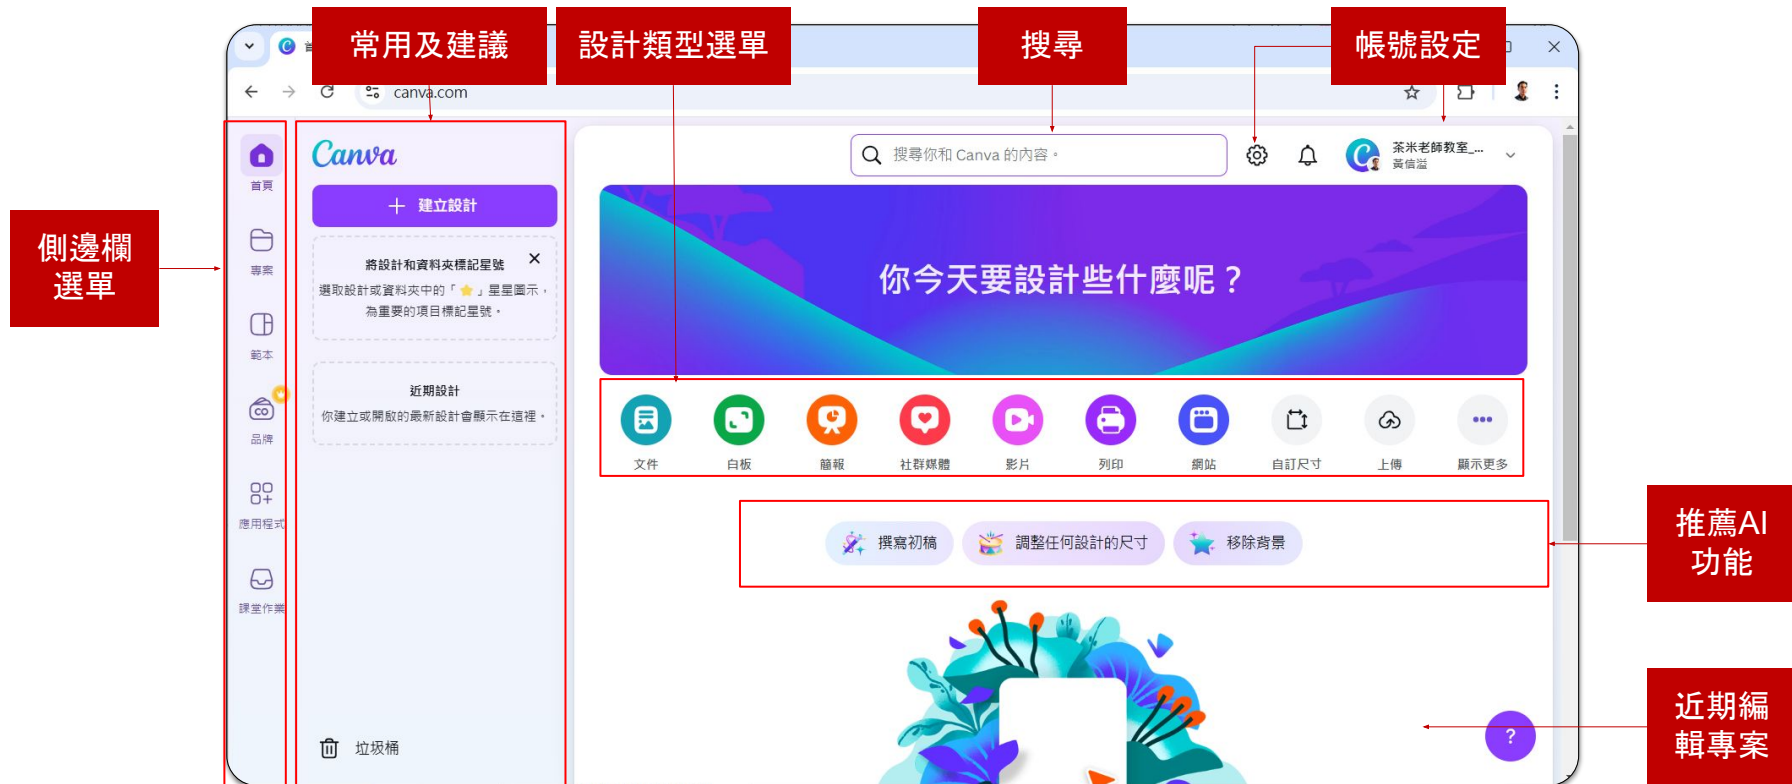 常用及建議
設計類型選單
搜尋
帳號設定
canva.com
Canva
搜尋你和 Canva 的內容。
茶米老師教室_...
黃信溢
首頁
建立設計
側邊欄
選單
專案
將設計和資料夾標記星號
選取設計或資料夾中的「⭐」星星圖示，
為重要的項目標記星號。
你今天要設計些什麼呢？
範本
近期設計
你建立或開啟的最新設計會顯示在這裡。
品牌
文件
白板
簡報
社群媒體
影片
列印
網站
自訂尺寸
上傳
顯示更多
應用程式
撰寫初稿
調整任何設計的尺寸
移除背景
推薦AI
功能
課堂作業
近期編
輯專案
垃圾桶
?